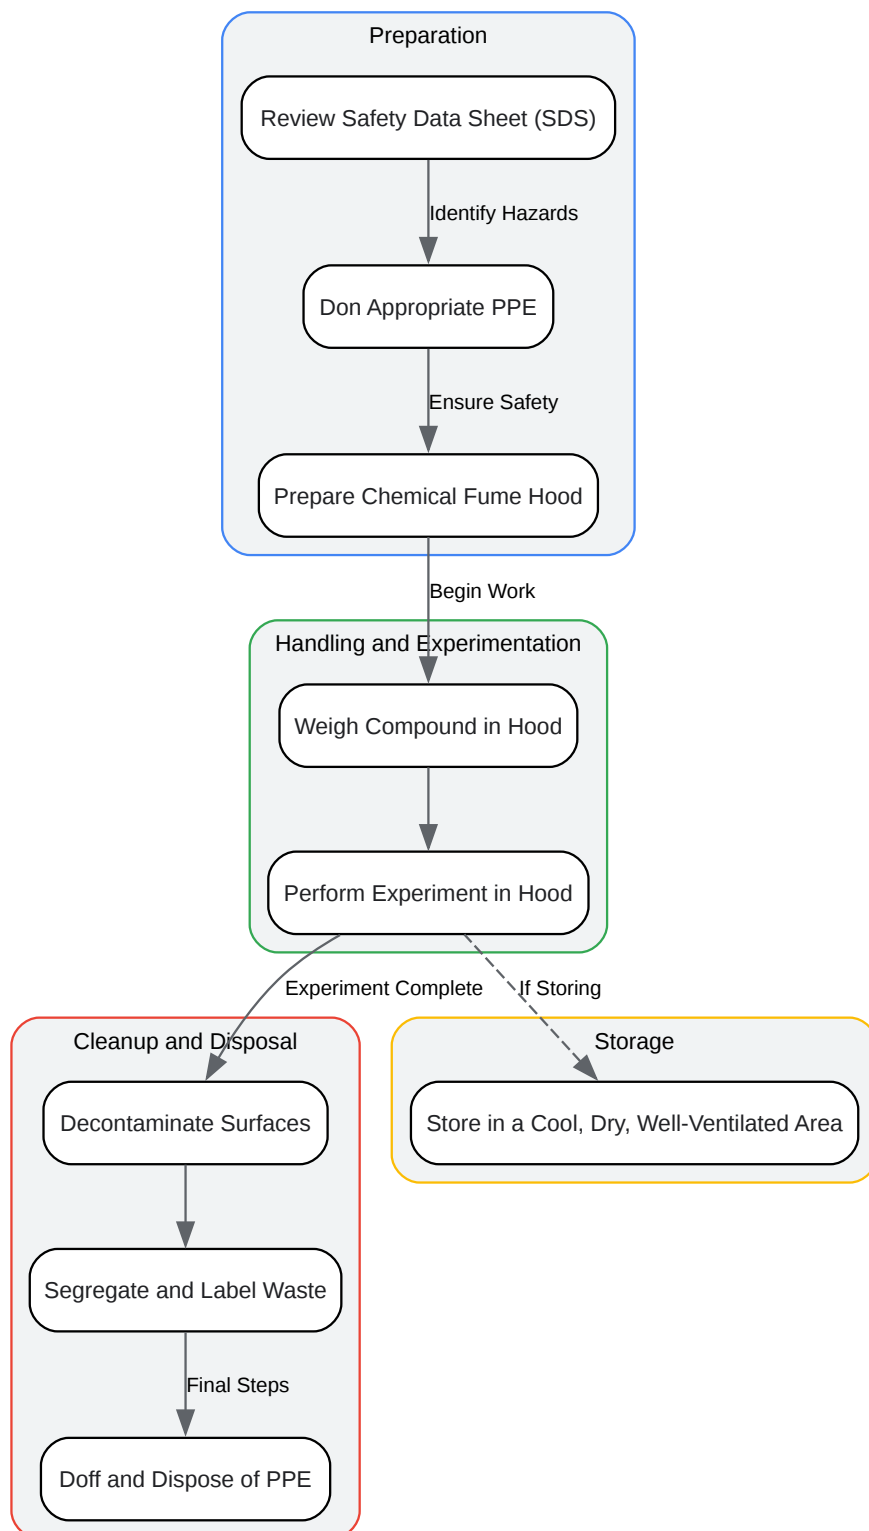 Preparation
Review Safety Data Sheet (SDS)
Identify Hazards
Don Appropriate PPE
Ensure Safety
Prepare Chemical Fume Hood
Begin Work
Handling and Experimentation
Weigh Compound in Hood
Perform Experiment in Hood
Experiment Complete
If Storing
Cleanup and Disposal
Storage
Decontaminate Surfaces
Store in a Cool, Dry, Well-Ventilated Area
Segregate and Label Waste
Final Steps
Doff and Dispose of PPE